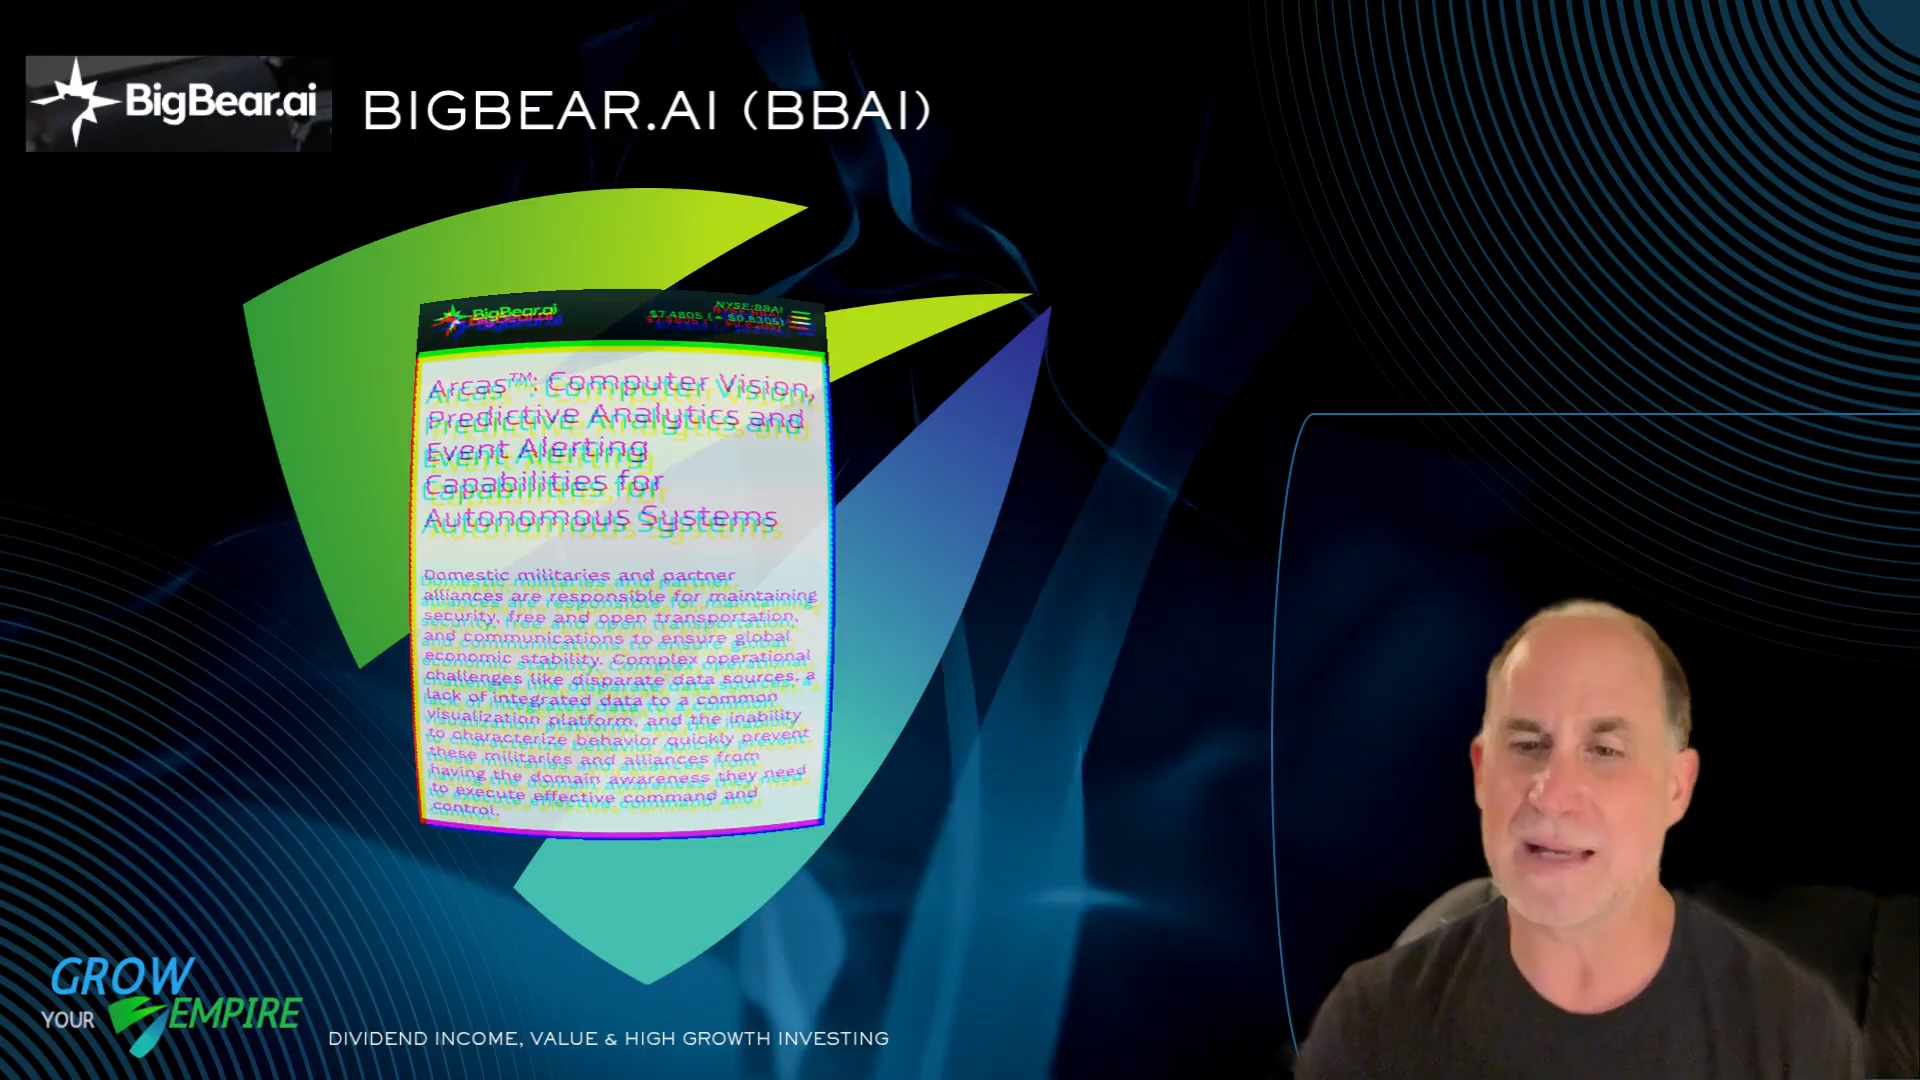 BigBear.ai
BIGBEAR.AI (BBAI)
BigBear.ai
NYSE:BBAI
$7.4805 ( $0.8305)
Arcas™: Computer Vision,
Predictive Analytics and
Event Alerting
Capabilities for
Autonomous Systems
Domestic militaries and partner
alliances are responsible for maintaining
security, free and open transportation,
and communications to ensure global
economic stability. Complex operational
challenges like disparate data sources, a
lack of integrated data to a common
visualization platform, and the inability
to characterize behavior quickly prevent
these militaries and alliances from
having the domain awareness they need
to execute effective command and
control.
GROW
YOUR EMPIRE
DIVIDEND INCOME, VALUE & HIGH GROWTH INVESTING